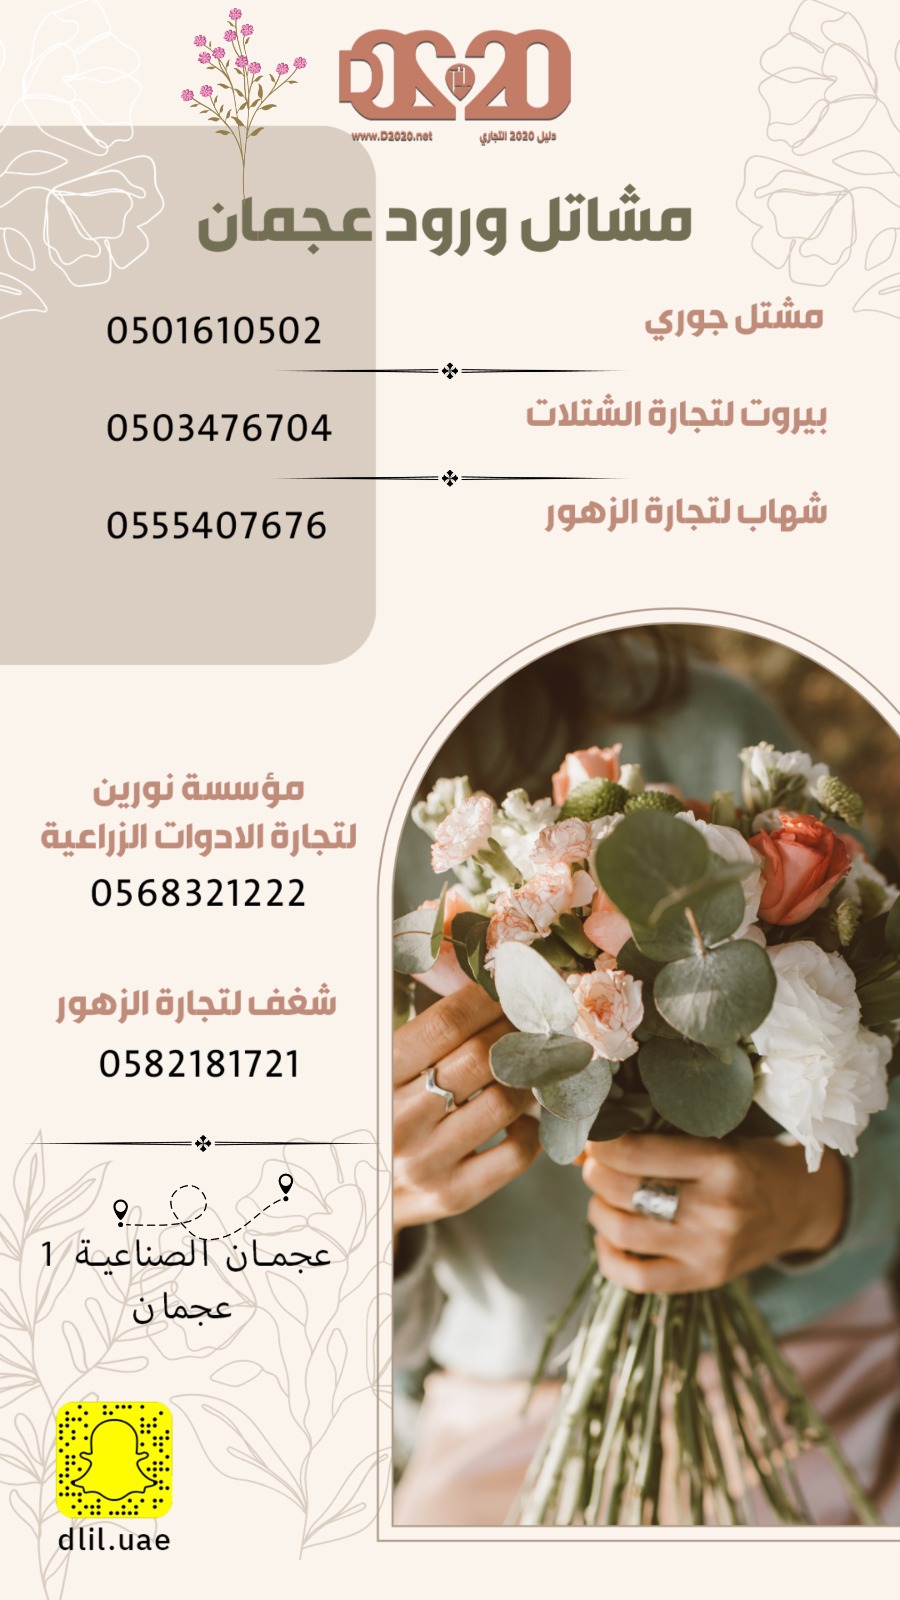 D2020
www.D2020.net
دليل 2020 التجاري
مشاتل ورود عجمان
مشتل جوري
0501610502
بيروت لتجارة الشتلات
0503476704
شهاب لتجارة الزهور
0555407676
مؤسسة نورين
لتجارة الادوات الزراعية
0568321222
شغف لتجارة الزهور
0582181721
عجمان الصناعية 1
عجمان
dlil.uae